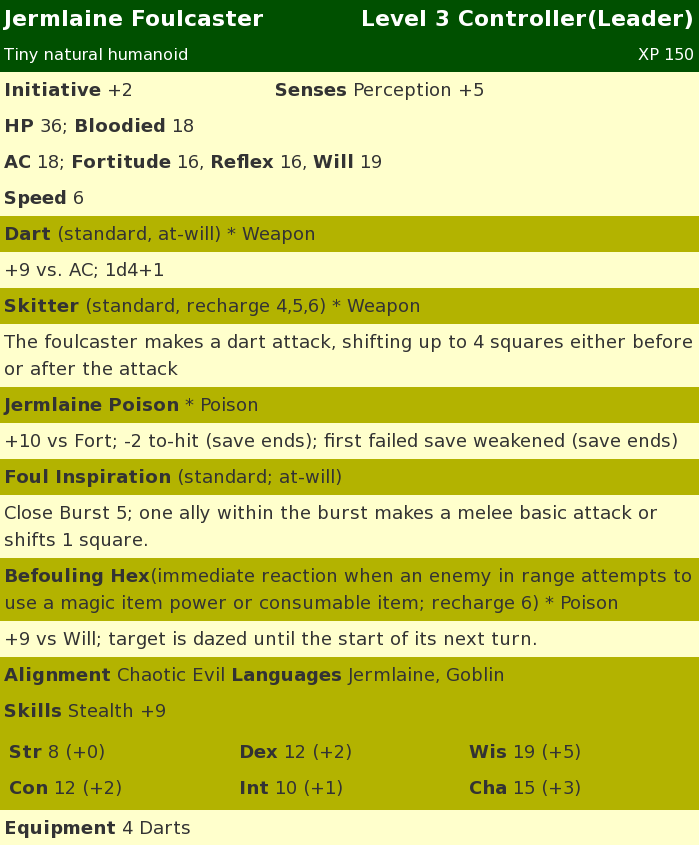 Jermlaine Foulcaster Level 3 Controller(Leader)
Tiny natural humanoid XP 150
Initiative +2 Senses Perception +5
HP 36; Bloodied 18
AC 18; Fortitude 16, Reflex 16, Will 19
Speed 6
Dart (standard, at-will) * Weapon
+9 vs. AC; 1d4+1
Skitter (standard, recharge 4,5,6) * Weapon
The foulcaster makes a dart attack, shifting up to 4 squares either before
or after the attack
Jermlaine Poison * Poison
+10 vs Fort; -2 to-hit (save ends); first failed save weakened (save ends)
Foul Inspiration (standard; at-will)
Close Burst 5; one ally within the burst makes a melee basic attack or
shifts 1 square.
Befouling Hex(immediate reaction when an enemy in range attempts to
use a magic item power or consumable item; recharge 6) * Poison
+9 vs Will; target is dazed until the start of its next turn.
Alignment Chaotic Evil Languages Jermlaine, Goblin
Skills Stealth +9
Str 8 (+0) Dex 12 (+2) Wis 19 (+5)
Con 12 (+2) Int 10 (+1) Cha 15 (+3)
Equipment 4 Darts